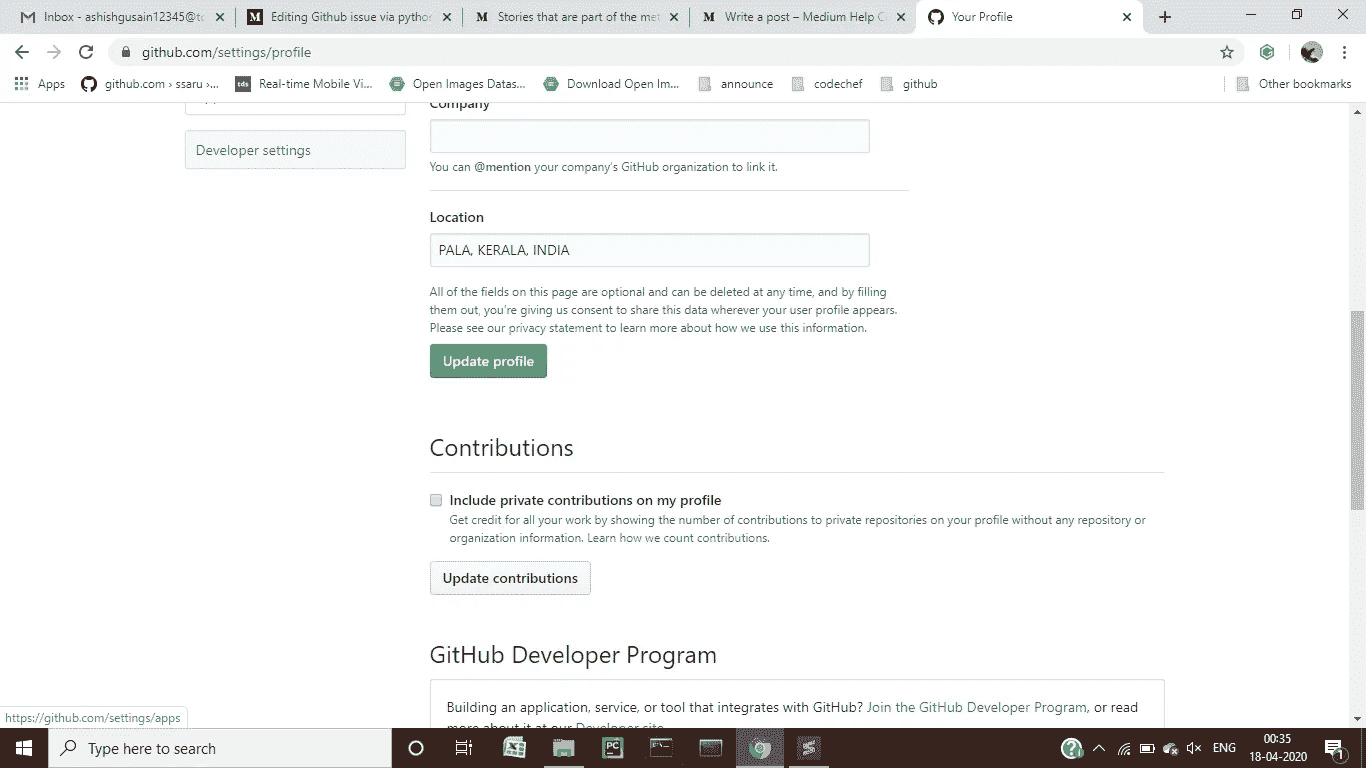 Inbox - ashishgusain12345@t
Editing Github issue via pytho
Stories that are part of the me
Write a post – Medium Help C
Your Profile
github.com/settings/profile
Apps
github.com › ssaru ›...
Real-time Mobile Vi...
Open Images Datas...
Download Open Im...
announce
codechef
github
Other bookmarks
Company
Developer settings
You can @mention your company's GitHub organization to link it.
Location
PALA, KERALA, INDIA
All of the fields on this page are optional and can be deleted at any time, and by filling
them out, you're giving us consent to share this data wherever your user profile appears.
Please see our privacy statement to learn more about how we use this information.
Update profile
Contributions
Include private contributions on my profile
Get credit for all your work by showing the number of contributions to private repositories on your profile without any repository or
organization information. Learn how we count contributions.
Update contributions
GitHub Developer Program
Building an application, service, or tool that integrates with GitHub? Join the GitHub Developer Program, or read
more about it at our Developer site
https://github.com/settings/apps
Type here to search
ENG
00:35
18-04-2020
1